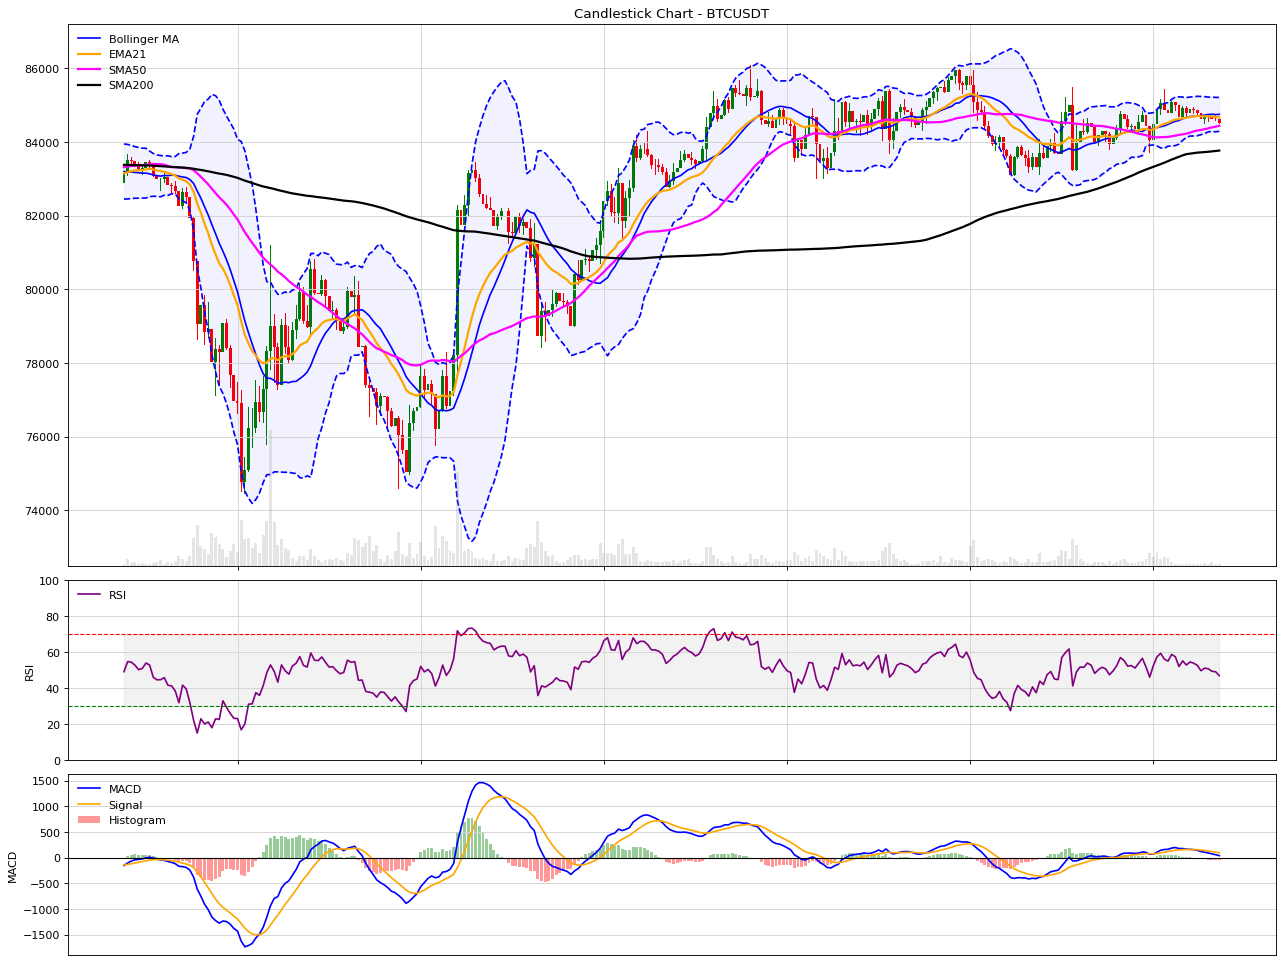 Candlestick Chart - BTCUSDT
Bollinger MA
EMA21
SMA50
SMA200
86000
84000
82000
80000
78000
76000
74000
RSI
100
80
60
40
20
0
RSI
MACD
Signal
Histogram
1500
1000
500
0
−500
−1000
−1500
MACD